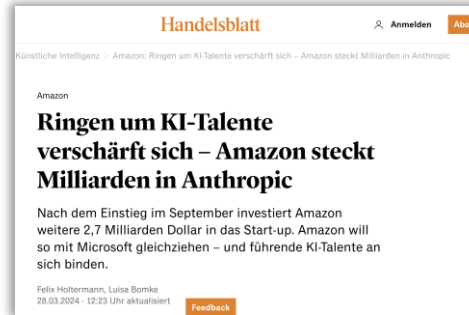 Handelsblatt
Anmelden
Abo
Künstliche Intelligenz > Amazon: Ringen um KI-Talente verschärft sich – Amazon steckt Milliarden in Anthropic
Amazon
Ringen um KI-Talente
verschärft sich – Amazon steckt
Milliarden in Anthropic
Nach dem Einstieg im September investiert Amazon
weitere 2,7 Milliarden Dollar in das Start-up. Amazon will
so mit Microsoft gleichziehen – und führende KI-Talente an
sich binden.
Felix Holtermann, Luisa Bomke
28.03.2024 - 12:23 Uhr aktualisiert
Feedback